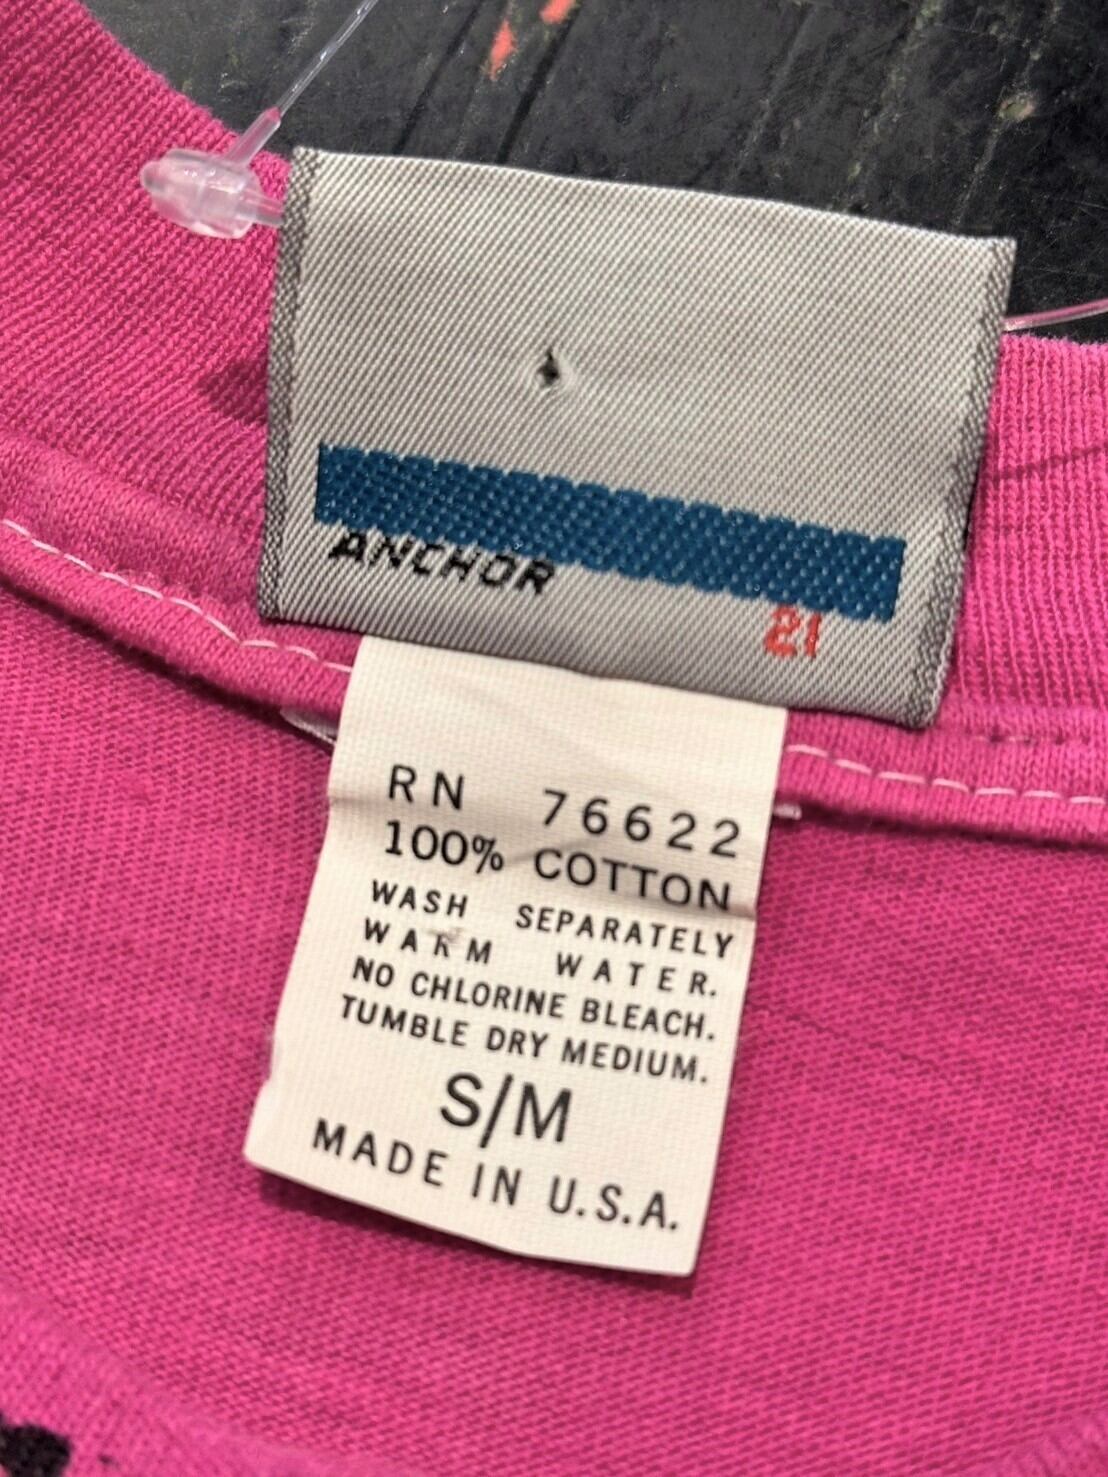 ANCHOR
21
RN 76622
100% COTTON
WASH SEPARATELY
WARM WATER.
NO CHLORINE BLEACH.
TUMBLE DRY MEDIUM.
S/M
MADE IN U.S.A.